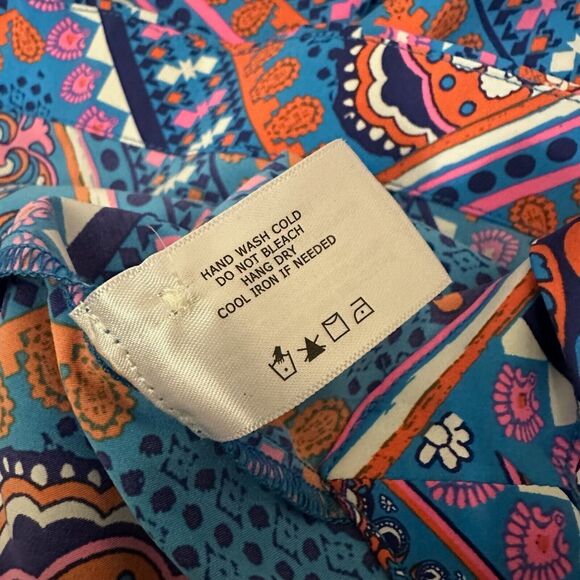 HAND WASH COLD
DO NOT BLEACH
HANG DRY
COOL IRON IF NEEDED